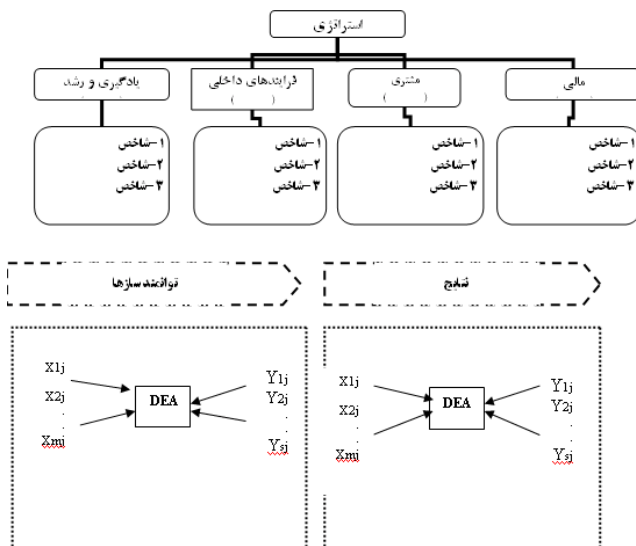 استراتژی
مالی
مشتری
( )
فرایندهای داخلی
( )
یادگیری و رشد
۱-شاخص
۲-شاخص
۳-شاخص
۱-شاخص
۲-شاخص
۳-شاخص
۱-شاخص
۲-شاخص
۳-شاخص
۱-شاخص
۲-شاخص
۳-شاخص
نتایج
توانمندسازها
X1j
X2j
.
Xmj
DEA
Y1j
Y2j
.
.
Ysj
X1j
X2j
.
.
Xmj
DEA
Y1j
Y2j
.
.
Ysj